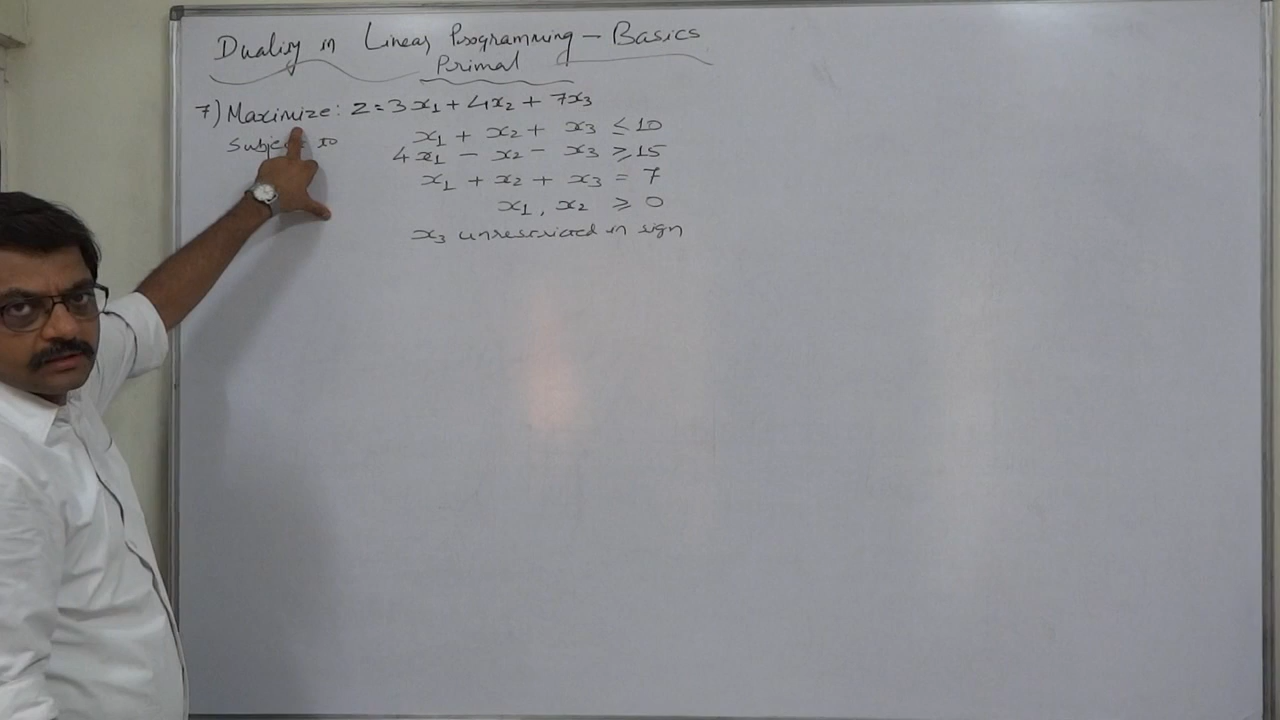 Duality in Linear Programming – Basics
Primal
7) Maximize: Z = 3x₁ + 4x₂ + 7x₃
Subject to x₁ + x₂ + x₃ ≤ 10
4x₁ - x₂ - x₃ ≥ 15
x₁ + x₂ + x₃ = 7
x₁, x₂ ≥ 0
x₃ unrestricted in sign